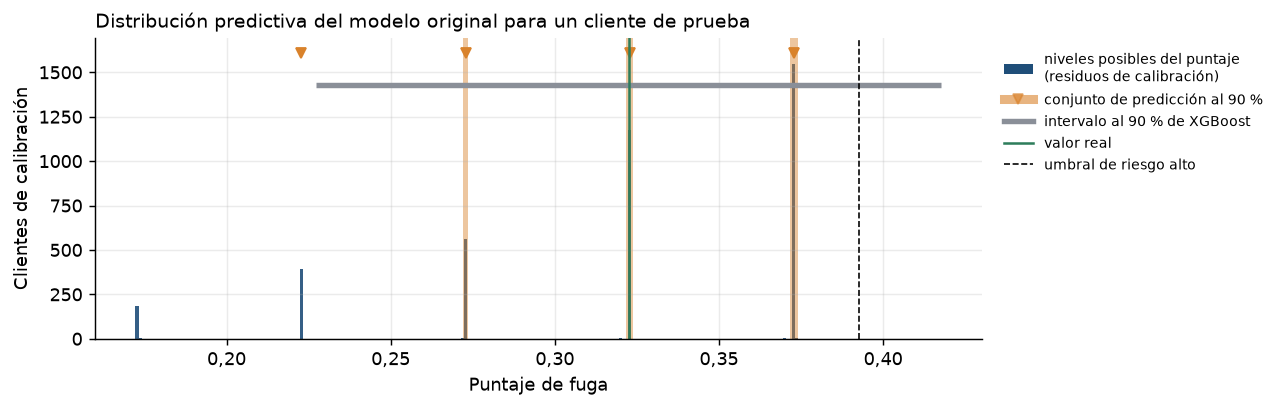 Distribución predictiva del modelo original para un cliente de prueba
Clientes de calibración
1500
1250
1000
750
500
250
0
0,20
0,25
0,30
0,35
0,40
Puntaje de fuga
niveles posibles del puntaje
(residuos de calibración)
conjunto de predicción al 90 %
intervalo al 90 % de XGBoost
valor real
umbral de riesgo alto